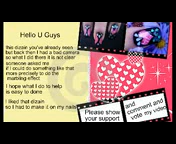 Hello U Guys
this dizain you've already seen
but back then I had a bad camera
so what I did there it is not clear
someone asked me
if I could do something like that
more precisely to do the
marbling effect
I hope what I do to help
is easy to done
I liked that dizain
so I had to make it on my nails
Please show
your support
and
comment and
vote my video